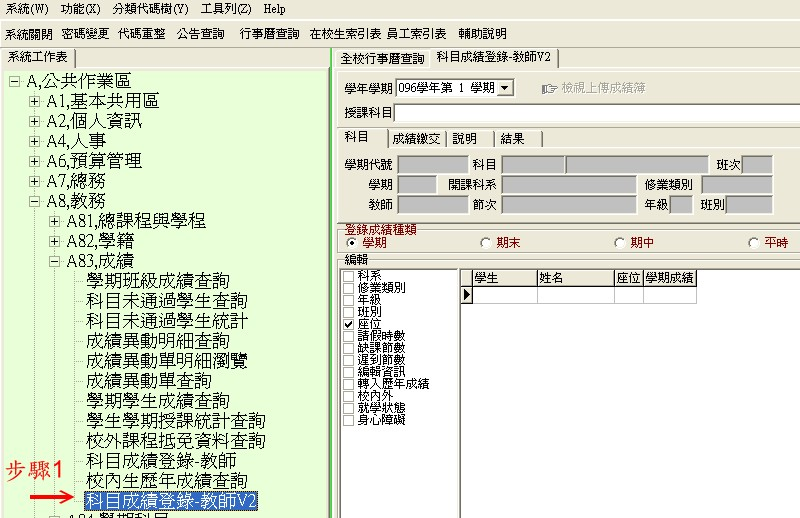 系統(W) 功能(X) 分類代碼樹(Y) 工具列(Z) Help
系統關閉 密碼變更 代碼重整 公告查詢 行事曆查詢 在校生索引表 員工索引表 輔助說明
系統工作表
A,公共作業區
A1,基本共用區
A2,個人資訊
A4,人事
A6,預算管理
A7,總務
A8,教務
A81,總課程與學程
A82,學籍
A83,成績
學期班級成績查詢
科目未通過學生查詢
科目未通過學生統計
成績異動明細查詢
成績異動單明細瀏覽
成績異動單查詢
學期學生成績查詢
學生學期授課統計查詢
校外課程抵免資料查詢
科目成績登錄-教師
校內生歷年成績查詢
步驟1
科目成績登錄-教師V2
A84,學期科目
全校行事曆查詢 科目成績登錄-教師V2
學年學期 096學年第 1 學期 檢視上傳成績簿
授課科目
科目 成績繳交 說明 結果
學期代號 科目 班次
學期 開課科系 修業類別
教師 節次 年級 班別
登錄成績種類
學期 期末 期中 平時
編輯
科系
修業類別
年級
班別
座位
請假時數
缺課節數
遲到節數
編輯資訊
轉入歷年成績
校內外
就學狀態
身心障礙
學生 姓名 座位 學期成績